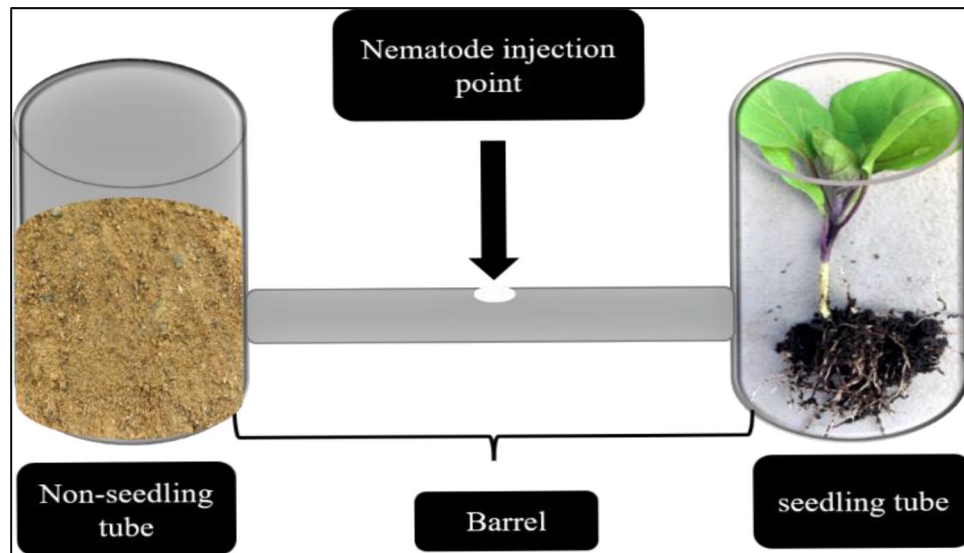 Nematode injection
point
Non-seedling
tube
Barrel
seedling tube